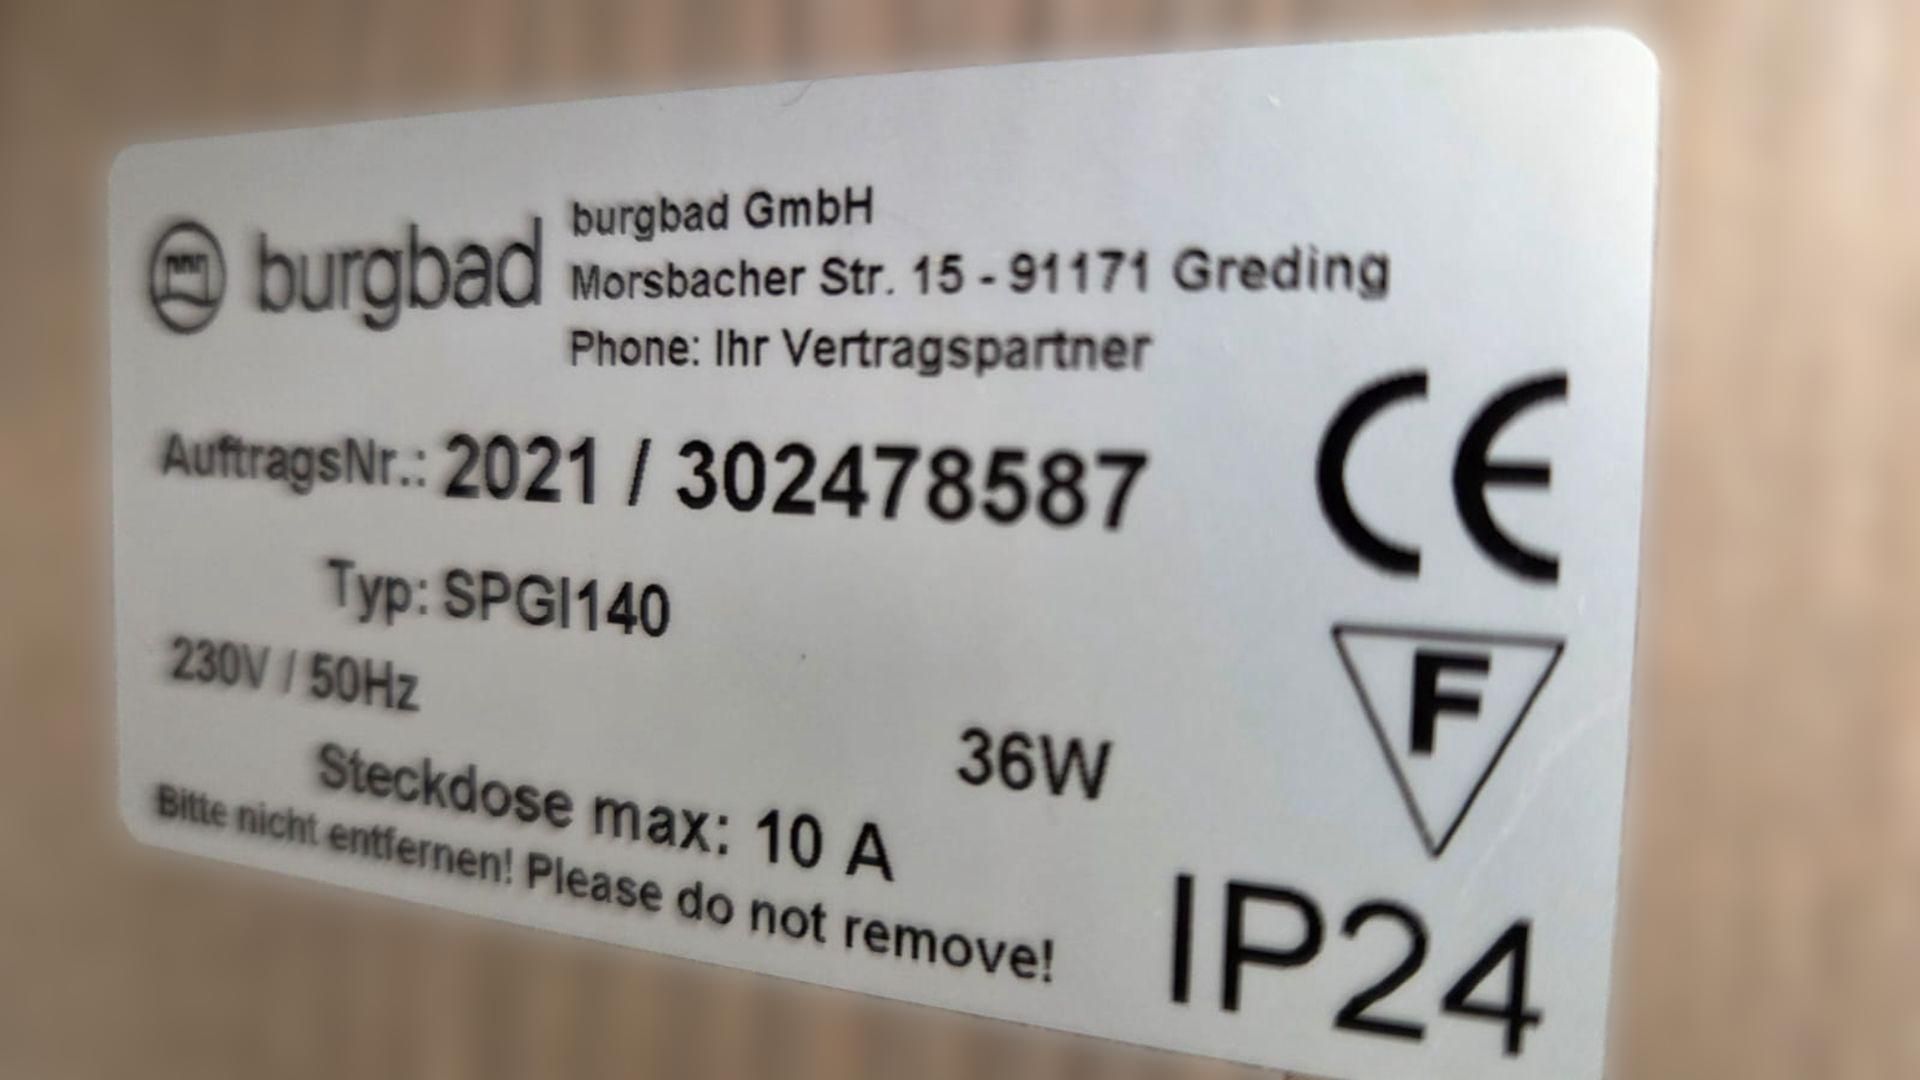 burgbad
burgbad GmbH
Morsbacher Str. 15 - 91171 Greding
Phone: Ihr Vertragspartner
CE
AuftragsNr.: 2021 / 302478587
Typ: SPGI140
230V / 50Hz
F
36W
Steckdose max: 10 A
Bitte nicht entfernen! Please do not remove!
IP24